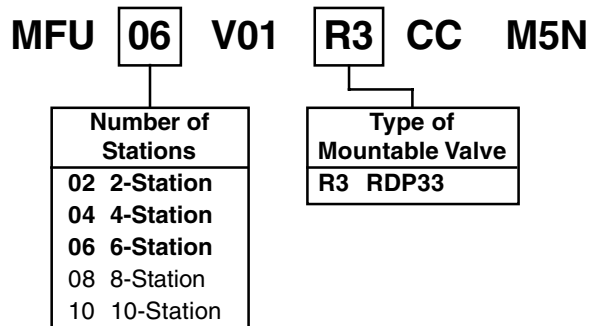 MFU 06 V01 R3 CC M5N
Number of
Stations
02 2-Station
04 4-Station
06 6-Station
08 8-Station
10 10-Station
Type of
Mountable Valve
R3 RDP33